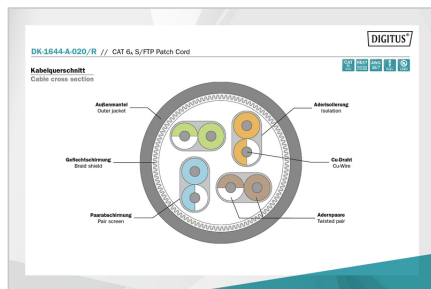 DIGITUS®
DK-1644-A-020/R // CAT 6A S/FTP Patch Cord
Kabelquerschnitt
Cable cross section
Außenmantel
Outer jacket
Aderisolierung
Isolation
Geflechtschirmung
Braid shield
Cu-Draht
Cu-Wire
Paarabschirmung
Pair screen
Adernpaare
Twisted pair